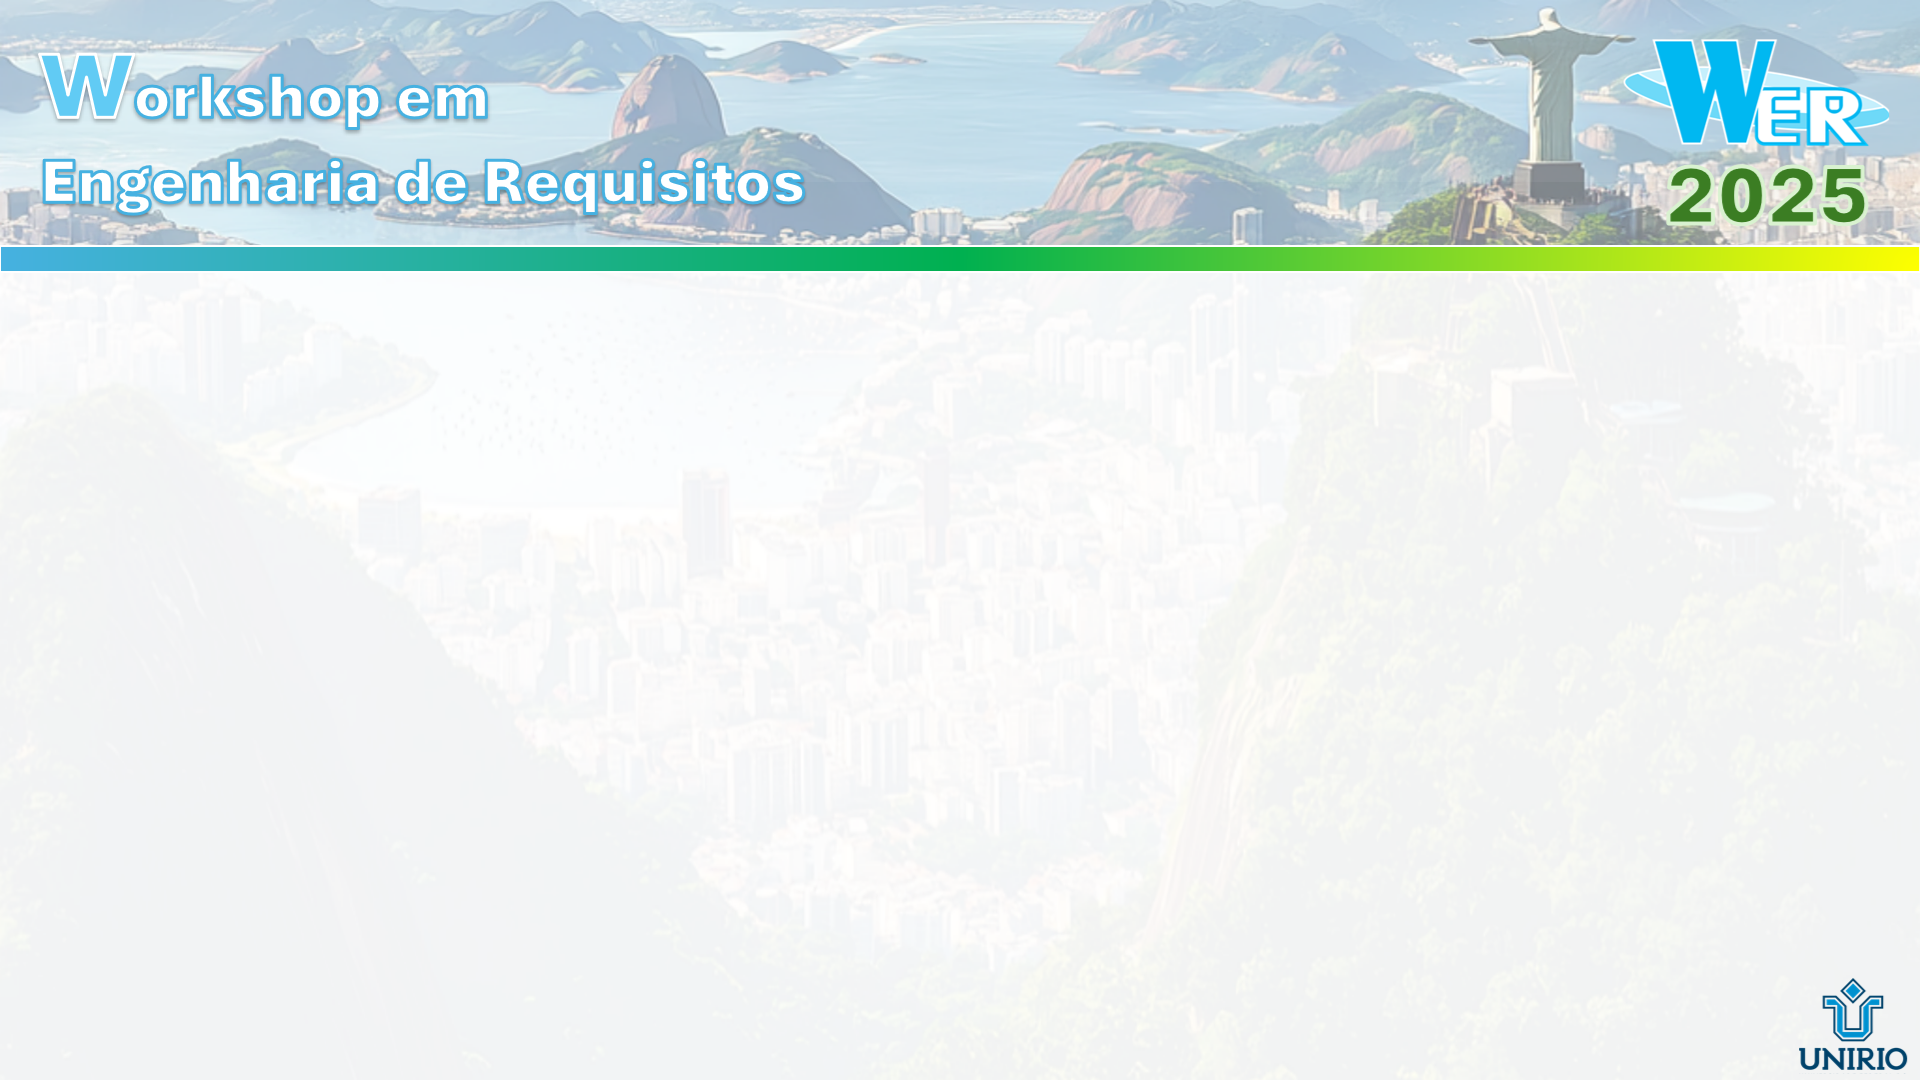 Workshop em
Engenharia de Requisitos
WER
2025
UNIRIO